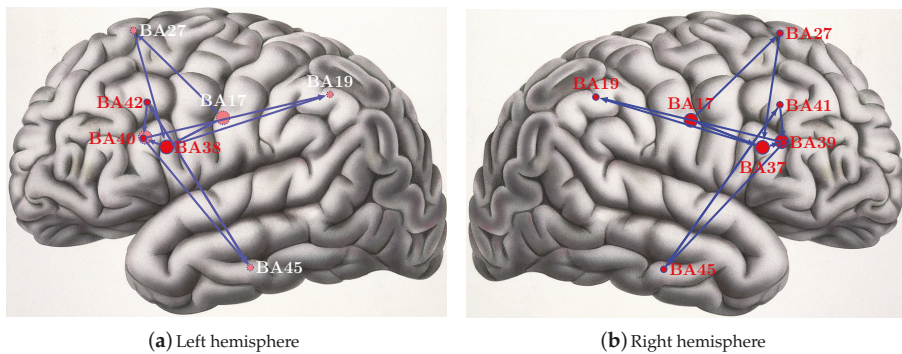 BA27
BA42
BA17
BA19
BA40
BA38
BA45
(a) Left hemisphere
BA27
BA19
BA17
BA41
BA39
BA37
BA45
(b) Right hemisphere